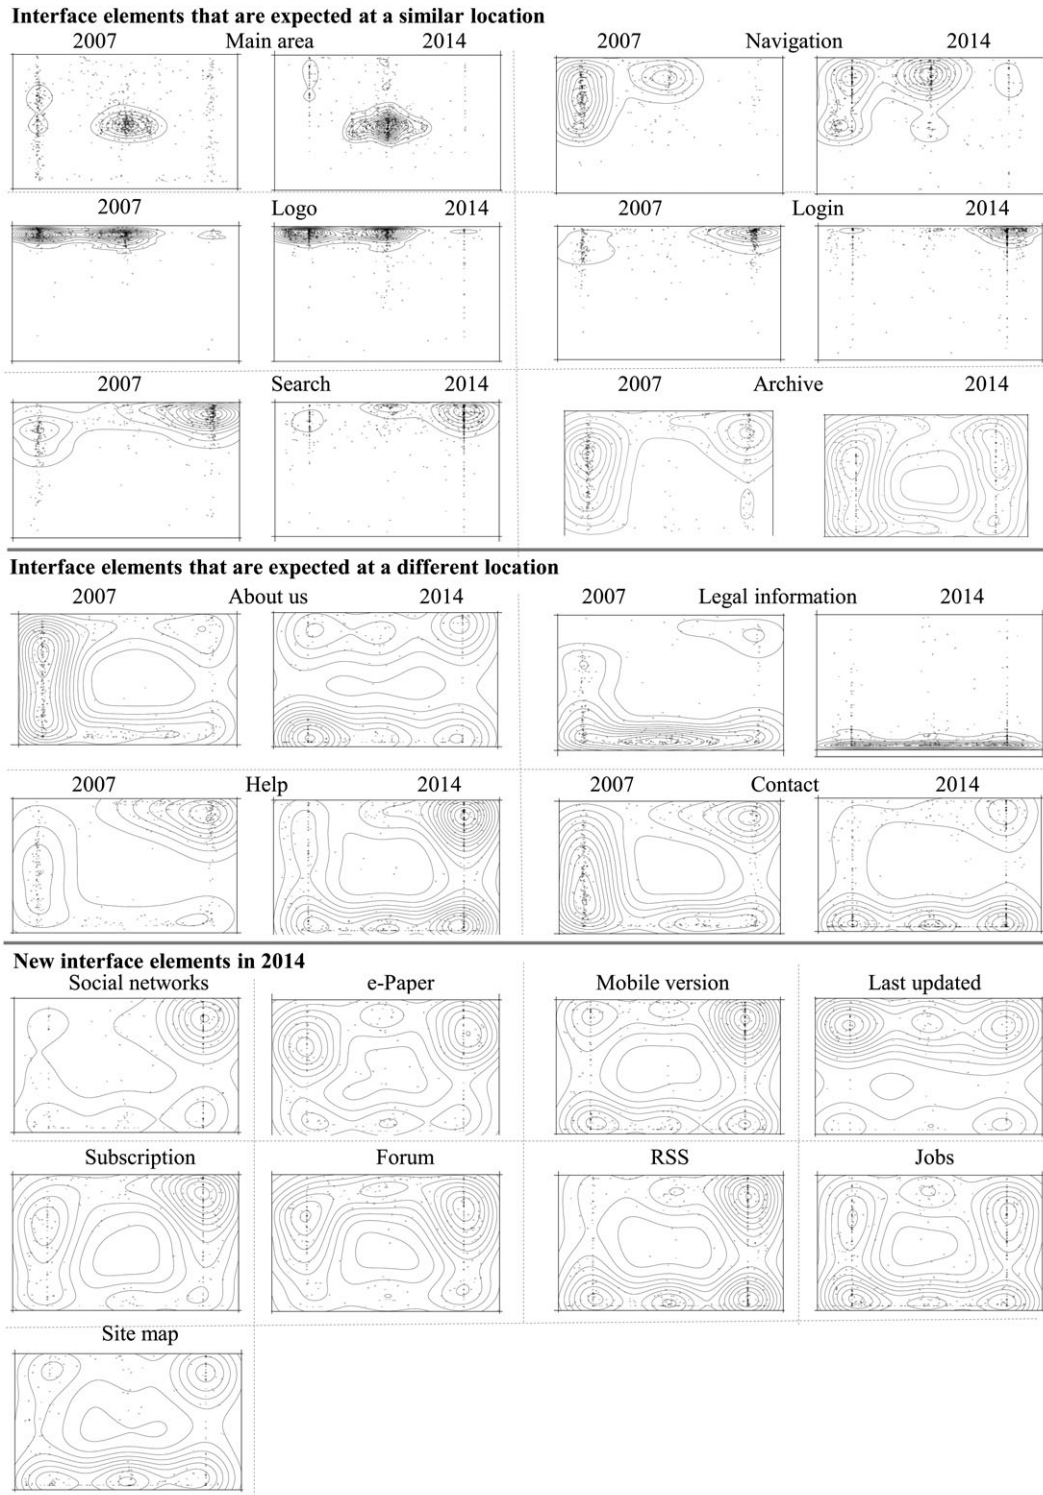 Interface elements that are expected at a similar location
2007 Main area 2014 2007 Navigation 2014
2007 Logo 2014 2007 Login 2014
2007 Search 2014 2007 Archive 2014
Interface elements that are expected at a different location
2007 About us 2014 2007 Legal information 2014
2007 Help 2014 2007 Contact 2014
New interface elements in 2014
Social networks e-Paper Mobile version Last updated
Subscription Forum RSS Jobs
Site map